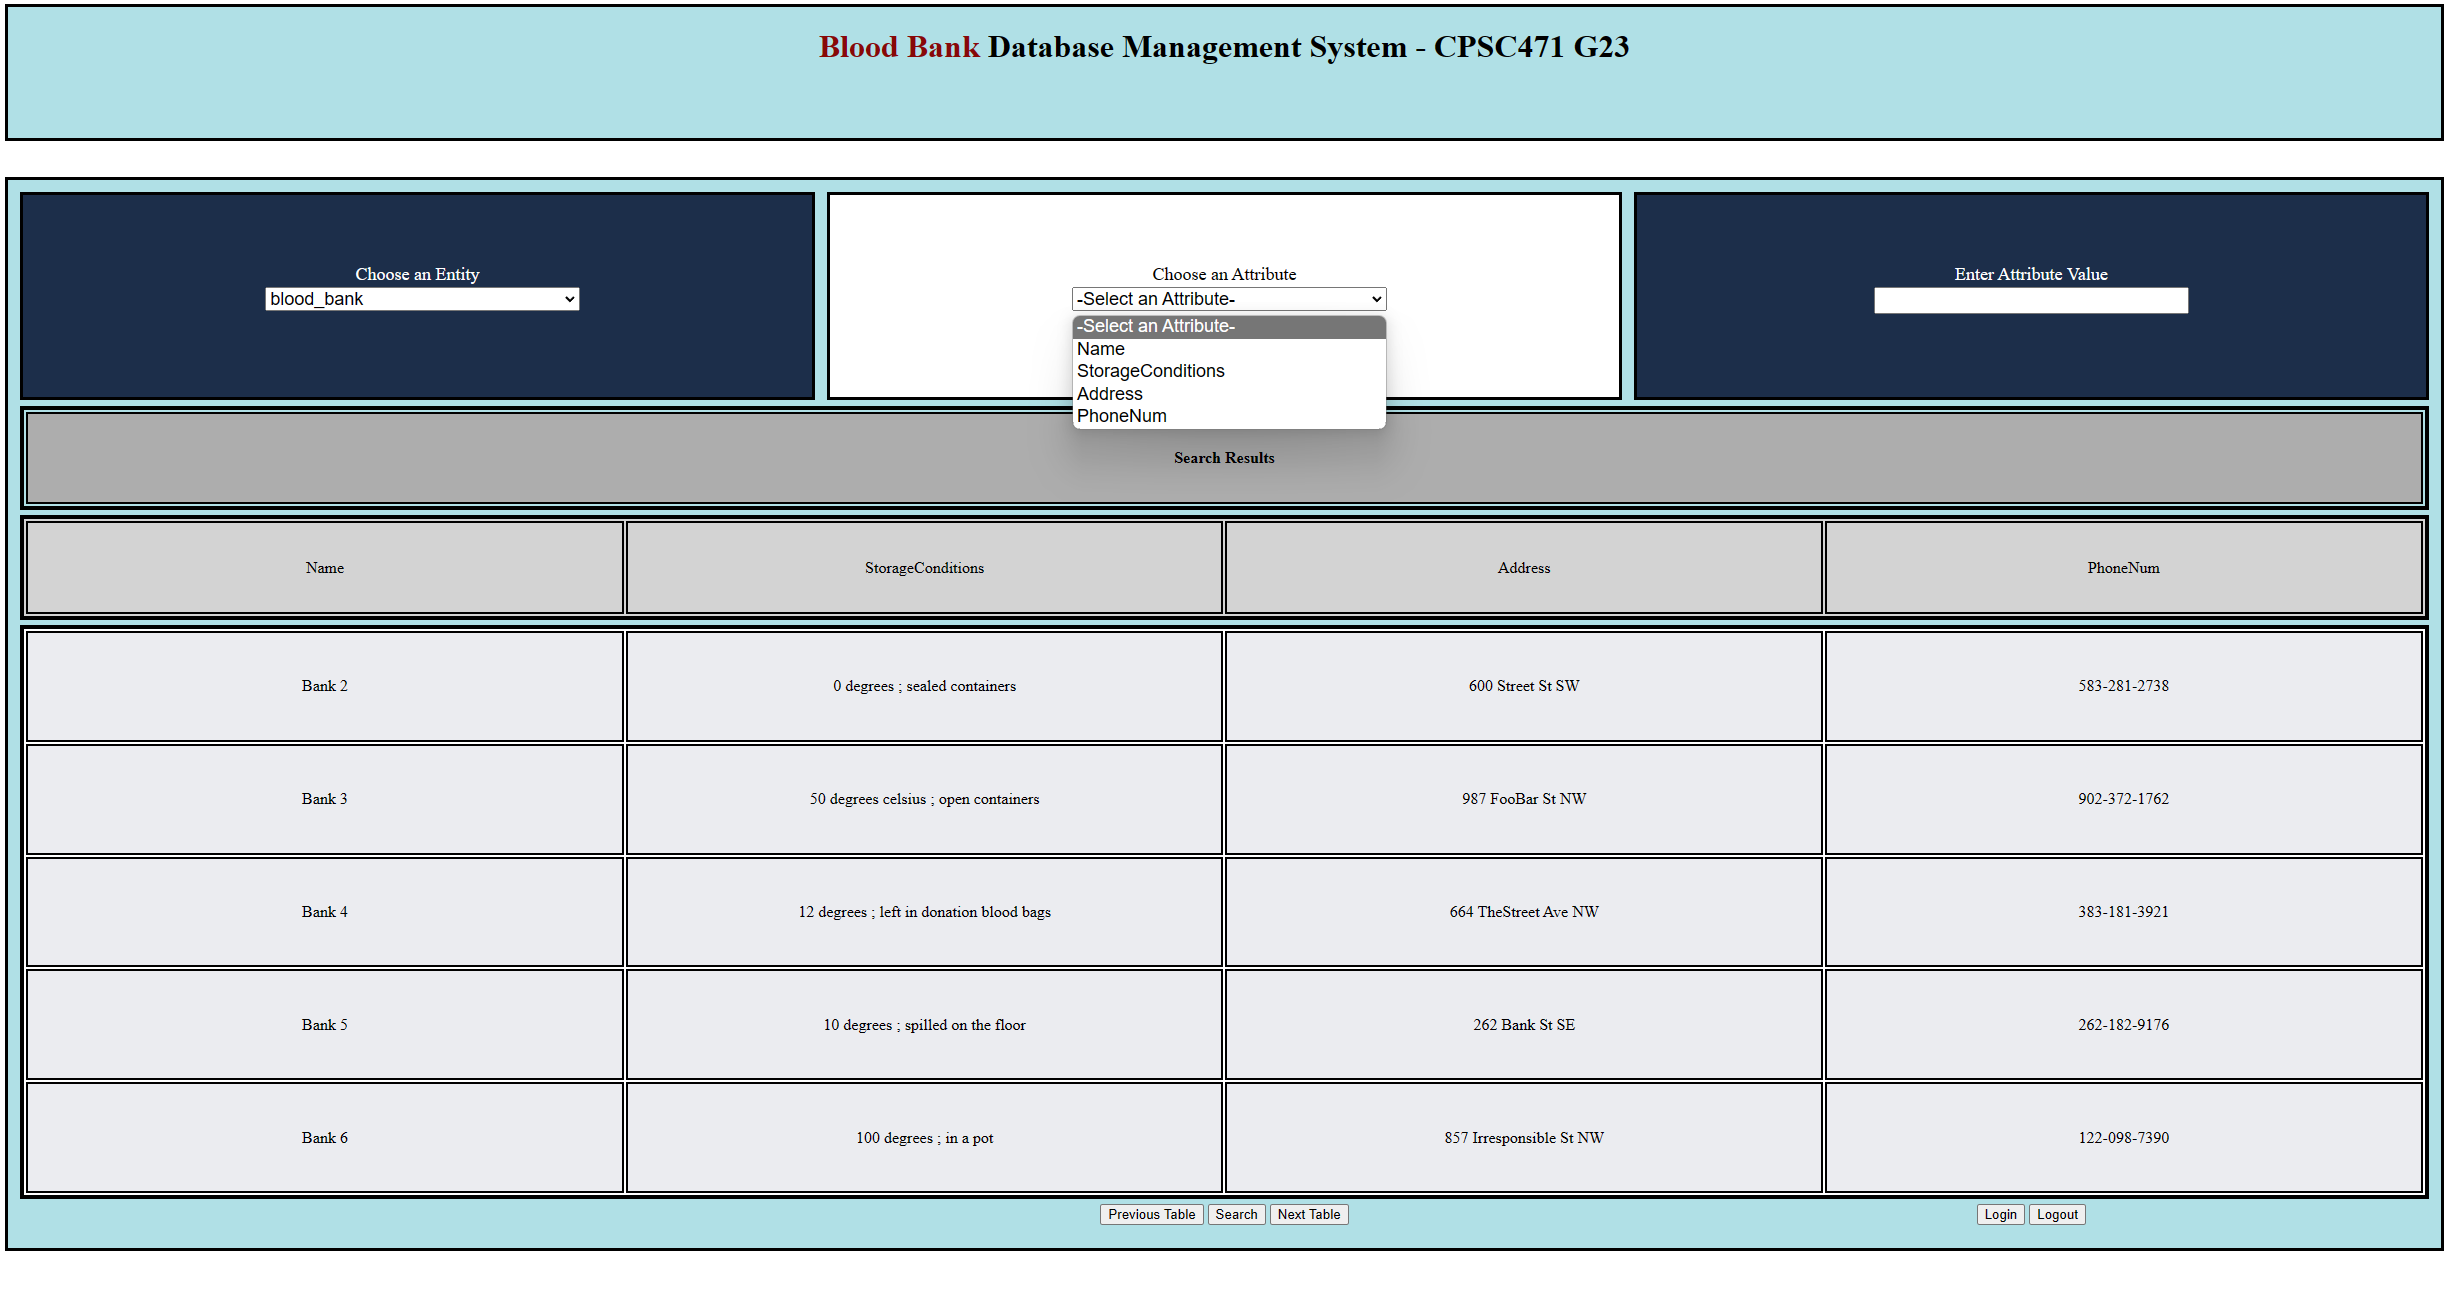 Blood Bank Database Management System - CPSC471 G23
Choose an Entity
blood_bank
Choose an Attribute
-Select an Attribute-
-Select an Attribute-
Name
StorageConditions
Address
PhoneNum
Enter Attribute Value
Search Results
Name StorageConditions Address PhoneNum
Bank 2 0 degrees ; sealed containers 600 Street St SW 583-281-2738
Bank 3 50 degrees celsius ; open containers 987 FooBar St NW 902-372-1762
Bank 4 12 degrees ; left in donation blood bags 664 TheStreet Ave NW 383-181-3921
Bank 5 10 degrees ; spilled on the floor 262 Bank St SE 262-182-9176
Bank 6 100 degrees ; in a pot 857 Irresponsible St NW 122-098-7390
Previous Table Search Next Table Login Logout